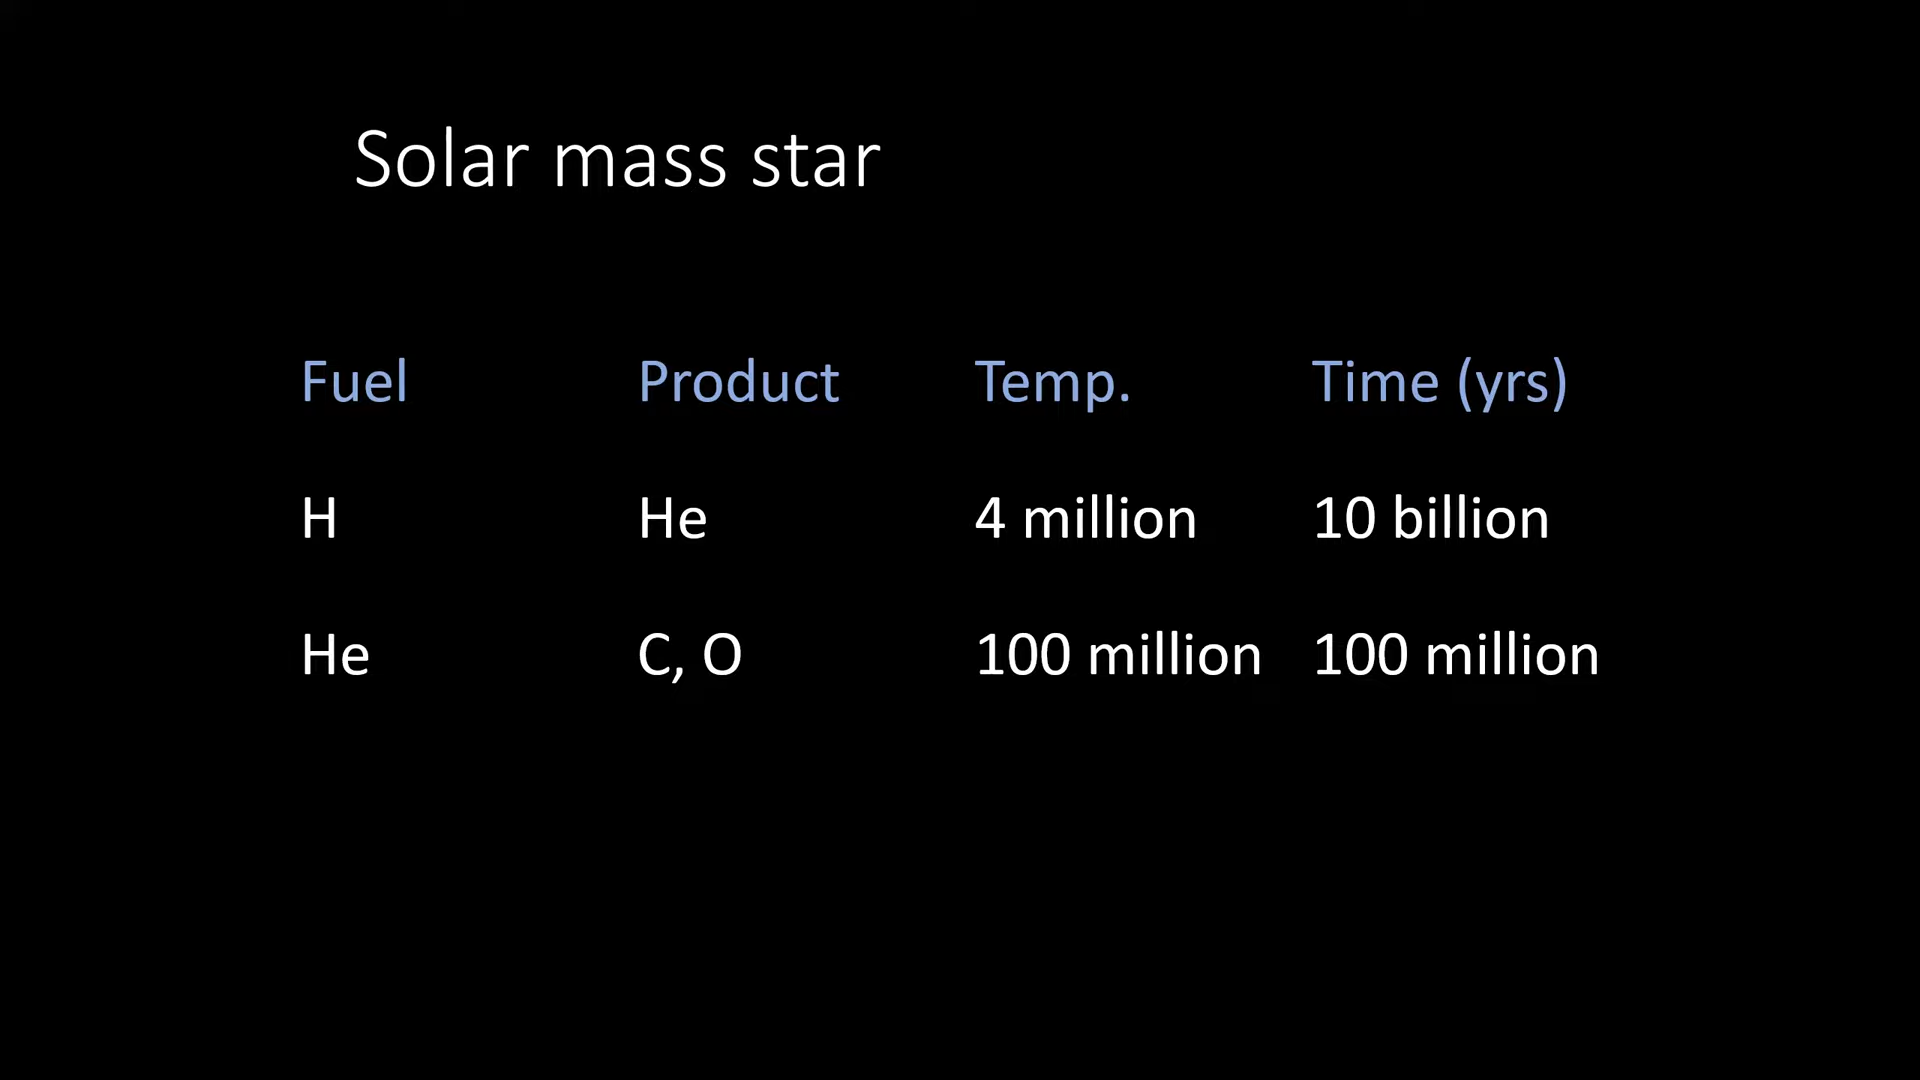 Solar mass star
Fuel Product Temp. Time (yrs)
H He 4 million 10 billion
He C, O 100 million 100 million